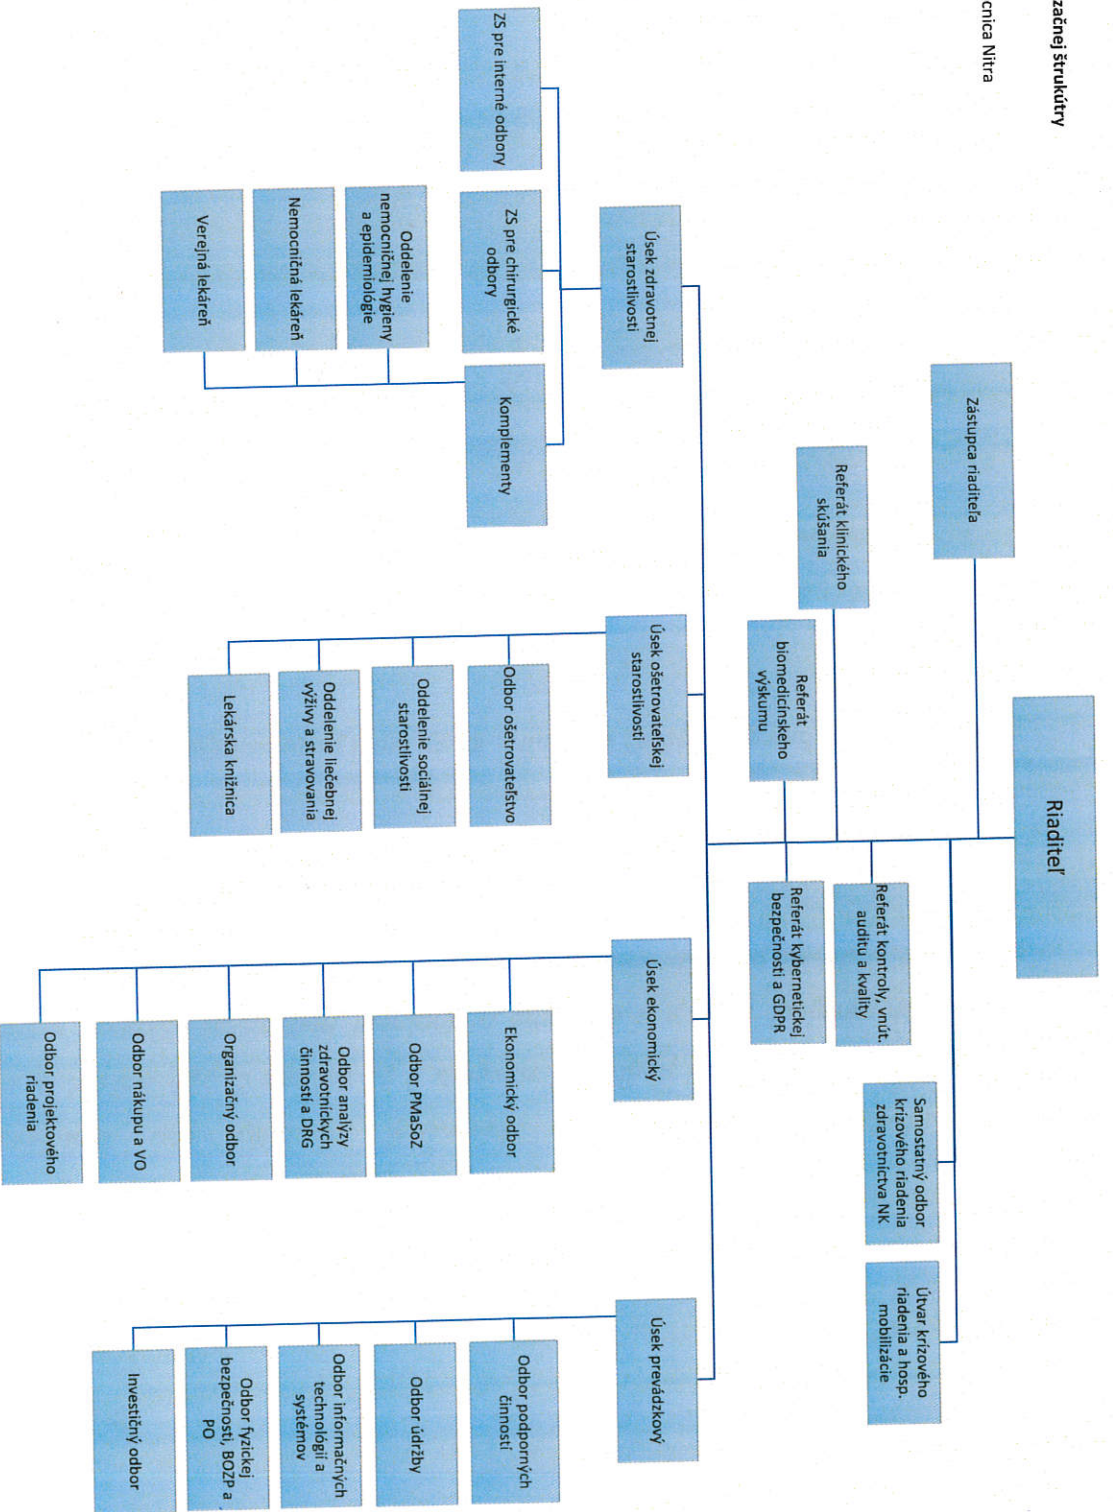 začnej štrukútry
cnica Nitra
Riaditeľ
Zástupca riaditeľa
Samostatný odbor
krízového riadenia
zdravotníctva NK
Útvar krízového
riadenia a hosp.
mobilizácie
Referát klinického
skúšania
Referát kontroly, vnút.
auditu a kvality
Referát
biomedicínskeho
výskumu
Referát kybernetickej
bezpečnosti a GDPR
Úsek zdravotnej
starostlivosti
ZS pre interné odbory
ZS pre chirurgické
odbory
Komplementy
Oddelenie
nemocničnej hygieny
a epidemiológie
Nemocničná lekáreň
Verejná lekáreň
Úsek ošetrovateľskej
starostlivosti
Odbor ošetrovateľstvo
Oddelenie sociálnej
starostlivosti
Oddelenie liečebnej
výživy a stravovania
Lekárska knižnica
Úsek ekonomický
Ekonomický odbor
Odbor PMaSoZ
Odbor analýzy
zdravotníckych
činností a DRG
Organizačný odbor
Odbor nákupu a VO
Odbor projektového
riadenia
Úsek prevádzkový
Odbor podporných
činností
Odbor údržby
Odbor informačných
technológií a
systémov
Odbor fyzickej
bezpečnosti, BOZP a
PO
Investičný odbor